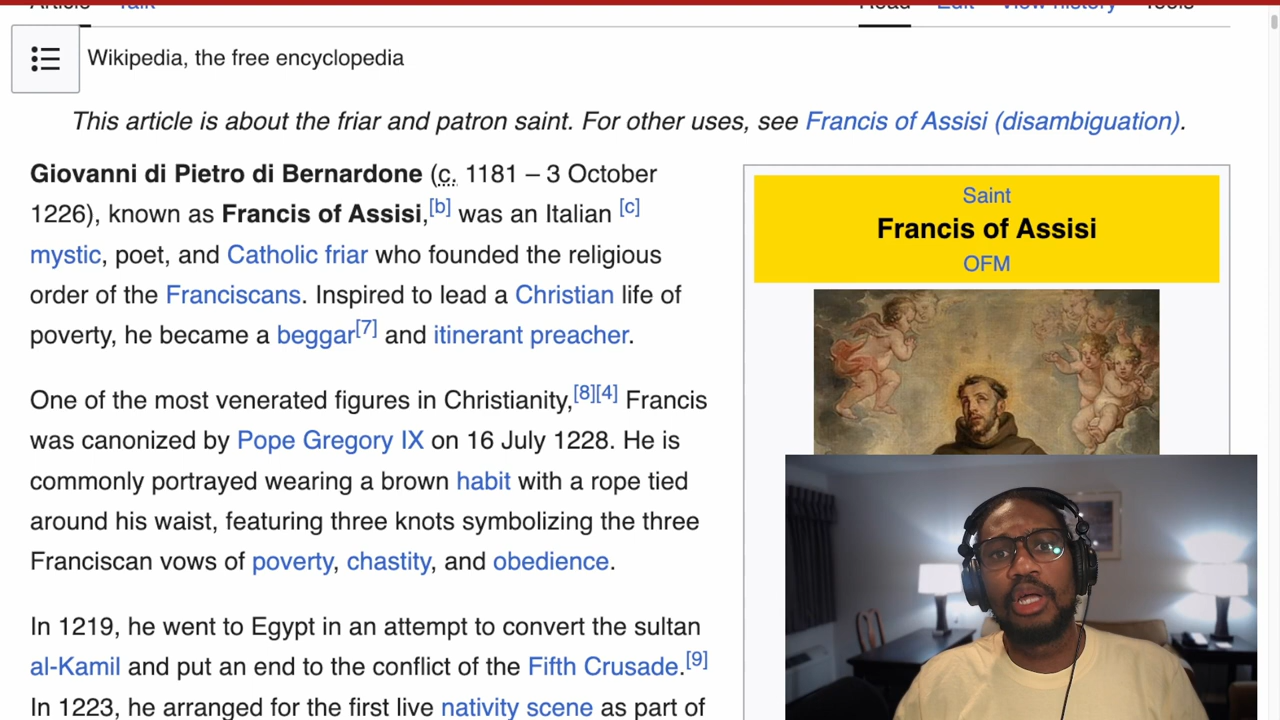 Article Talk Read Edit View history Tools
Wikipedia, the free encyclopedia
This article is about the friar and patron saint. For other uses, see Francis of Assisi (disambiguation).
Giovanni di Pietro di Bernardone (c. 1181 – 3 October
1226), known as Francis of Assisi,[b] was an Italian [c]
mystic, poet, and Catholic friar who founded the religious
order of the Franciscans. Inspired to lead a Christian life of
poverty, he became a beggar[7] and itinerant preacher.
One of the most venerated figures in Christianity,[8][4] Francis
was canonized by Pope Gregory IX on 16 July 1228. He is
commonly portrayed wearing a brown habit with a rope tied
around his waist, featuring three knots symbolizing the three
Franciscan vows of poverty, chastity, and obedience.
In 1219, he went to Egypt in an attempt to convert the sultan
al-Kamil and put an end to the conflict of the Fifth Crusade.[9]
In 1223, he arranged for the first live nativity scene as part of
Saint
Francis of Assisi
OFM